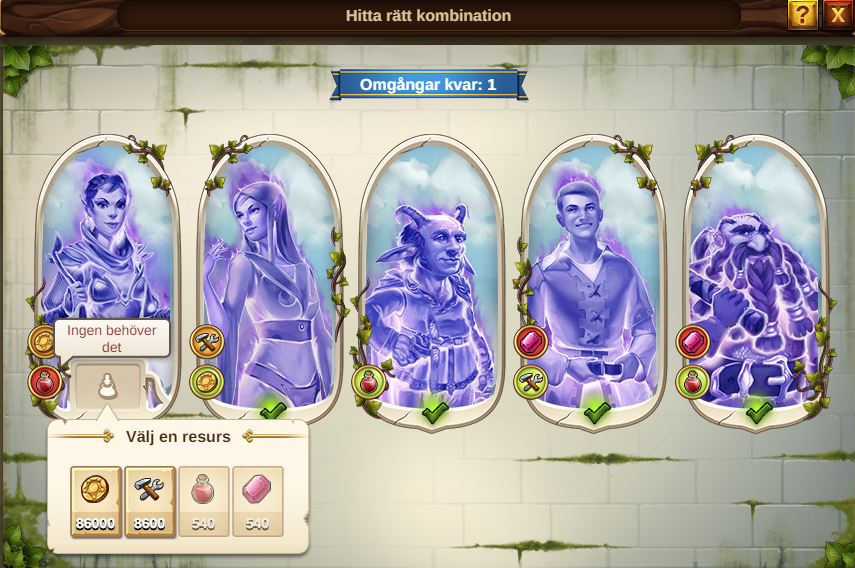 Hitta rätt kombination
?
X
Omgångar kvar: 1
Ingen behöver
det
Välj en resurs
86000 8600 540 540